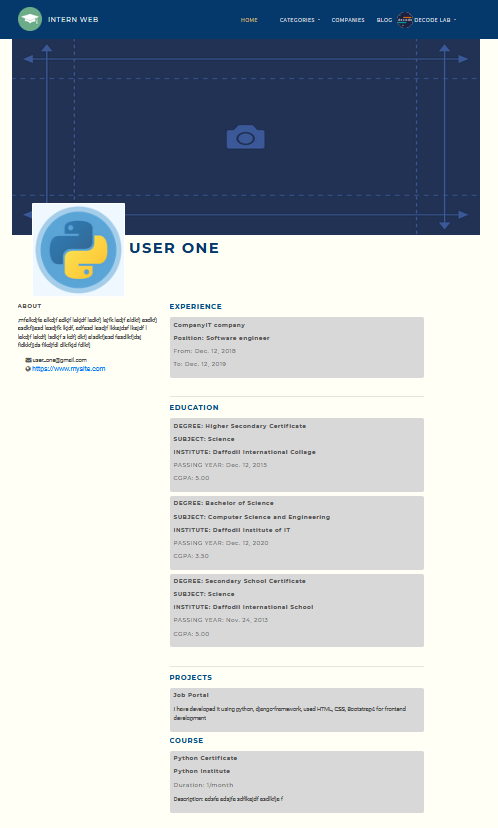 INTERN WEB
HOME
CATEGORIES
COMPANIES
BLOG
DECODE LAB
USER ONE
ABOUT
user_one@gmail.com
https://www.mysite.com
EXPERIENCE
CompanyIT company
Position: Software engineer
From: Dec. 12, 2018
To: Dec. 12, 2019
EDUCATION
DEGREE: Higher Secondary Certificate
SUBJECT: Science
INSTITUTE: Daffodil International College
PASSING YEAR: Dec. 12, 2015
CGPA: 5.00
DEGREE: Bachelor of Science
SUBJECT: Computer Science and Engineering
INSTITUTE: Daffodil Institute of IT
PASSING YEAR: Dec. 12, 2020
CGPA: 3.50
DEGREE: Secondary School Certificate
SUBJECT: Science
INSTITUTE: Daffodil International School
PASSING YEAR: Nov. 24, 2013
CGPA: 5.00
PROJECTS
Job Portal
I have developed it using python, django-framework, used HTML, CSS, Bootstrap4 for frontend
development
COURSE
Python Certificate
Python Institute
Duration: 1/month
Description: